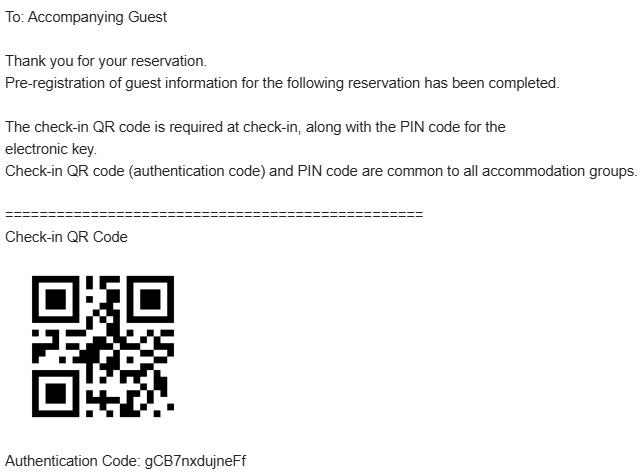 To: Accompanying Guest
Thank you for your reservation.
Pre-registration of guest information for the following reservation has been completed.
The check-in QR code is required at check-in, along with the PIN code for the
electronic key.
Check-in QR code (authentication code) and PIN code are common to all accommodation groups.
=================================================
Check-in QR Code
Authentication Code: gCB7nxdujneFf